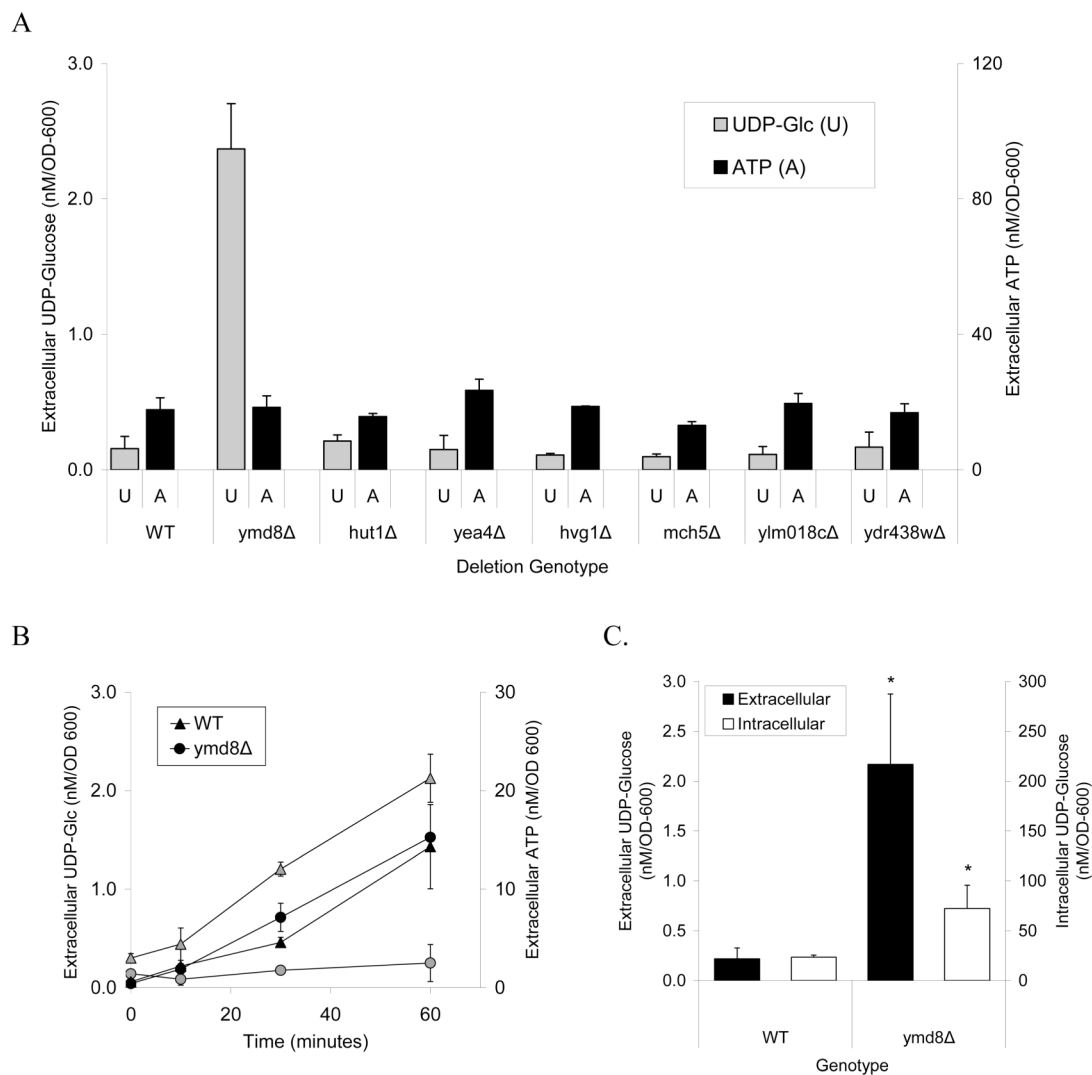 A
Extracellular UDP-Glucose (nM/OD-600)
3.0
2.0
1.0
0.0
120
80
40
0
Extracellular ATP (nM/OD-600)
UDP-Glc (U)
ATP (A)
U A U A U A U A U A U A U A U A
WT ymd8Δ hut1Δ yea4Δ hvg1Δ mch5Δ ylm018cΔ ydr438wΔ
Deletion Genotype
B
Extracellular UDP-Glc (nM/OD 600)
3.0
2.0
1.0
0.0
30
20
10
0
Extracellular ATP (nM/OD 600)
WT
ymd8Δ
0 20 40 60
Time (minutes)
C.
Extracellular UDP-Glucose
(nM/OD-600)
3.0
2.5
2.0
1.5
1.0
0.5
0.0
300
250
200
150
100
50
0
Intracellular UDP-Glucose
(nM/OD-600)
Extracellular
Intracellular
*
*
WT ymd8Δ
Genotype